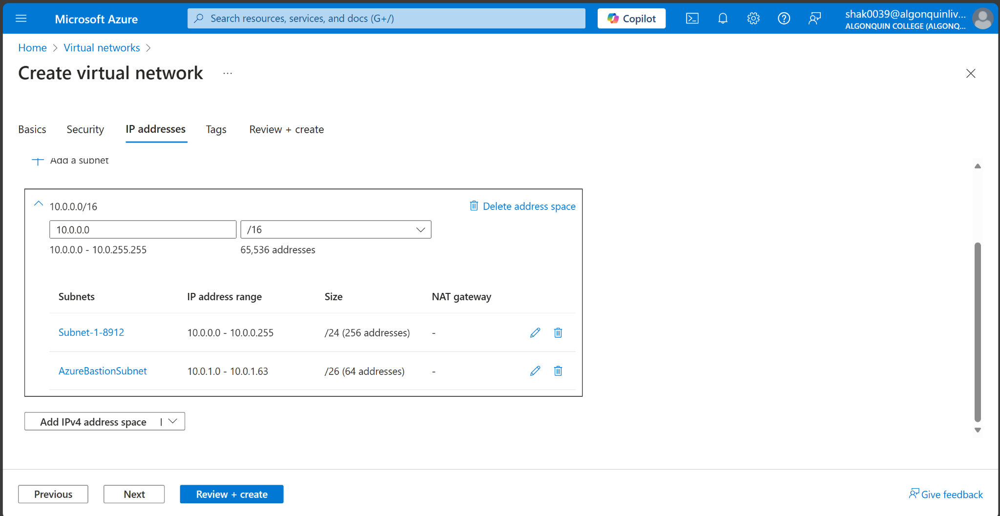 Microsoft Azure
Search resources, services, and docs (G+/)
Copilot
shak0039@algonquinliv...
ALGONQUIN COLLEGE (ALGONQ...
Home > Virtual networks >
Create virtual network ...
Basics Security IP addresses Tags Review + create
Add a subnet
10.0.0.0/16 Delete address space
10.0.0.0 /16
10.0.0.0 - 10.0.255.255 65,536 addresses
Subnets IP address range Size NAT gateway
Subnet-1-8912 10.0.0.0 - 10.0.0.255 /24 (256 addresses) -
AzureBastionSubnet 10.0.1.0 - 10.0.1.63 /26 (64 addresses) -
Add IPv4 address space |
Previous Next Review + create Give feedback